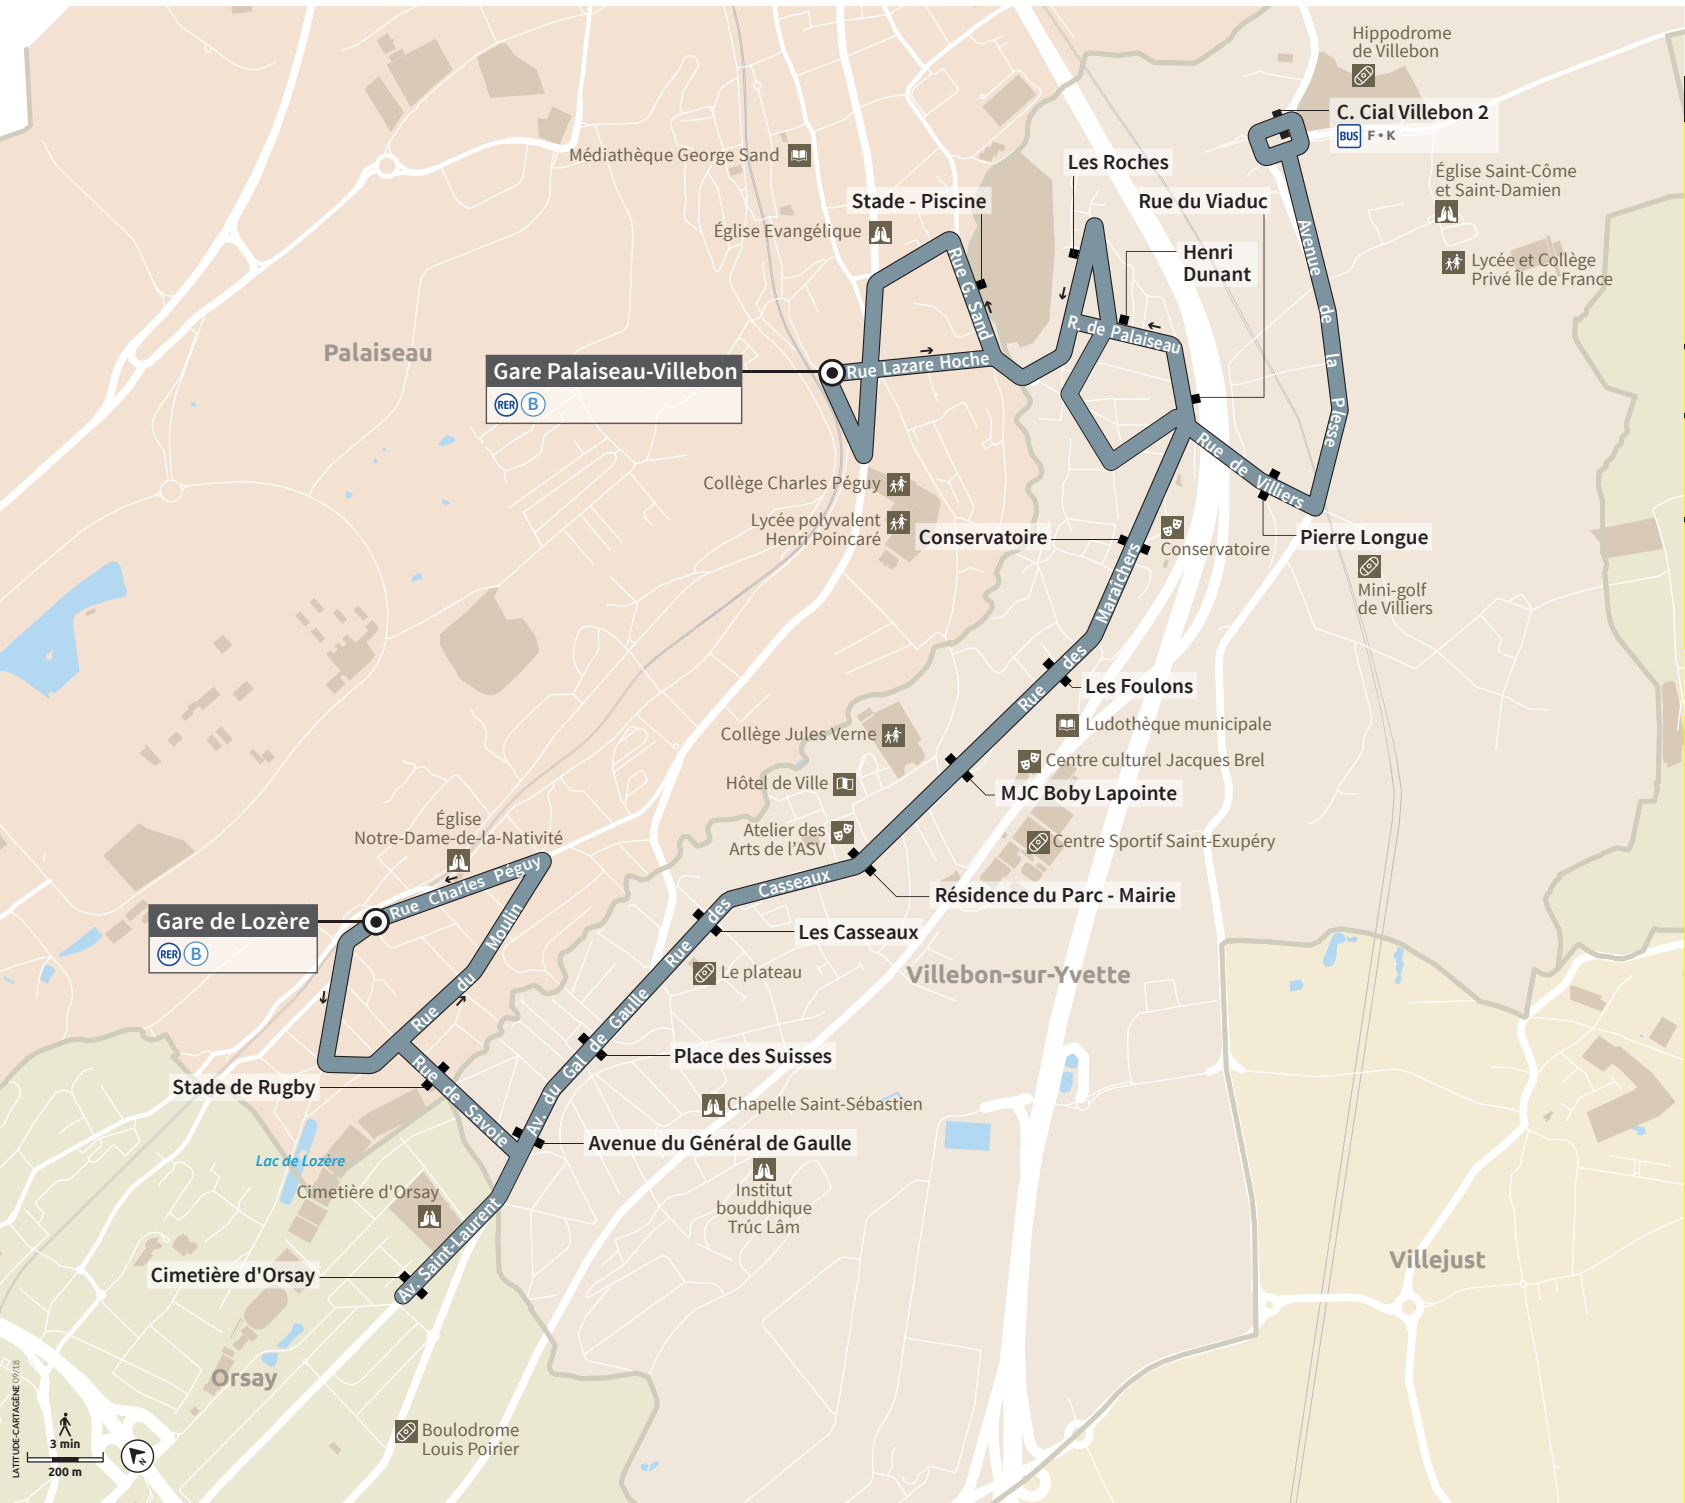 Hippodrome
de Villebon
C. Cial Villebon 2
BUS F • K
Médiathèque George Sand
Les Roches
Église Saint-Côme
et Saint-Damien
Stade - Piscine
Rue du Viaduc
Église Evangélique
Henri
Dunant
Lycée et Collège
Privé Île de France
Avenue de la Plesse
Rue G. Sand
R. de Palaiseau
Palaiseau
Gare Palaiseau-Villebon
RER B
Rue Lazare Hoche
Rue de Villiers
Collège Charles Péguy
Lycée polyvalent
Henri Poincaré
Conservatoire
Conservatoire
Pierre Longue
Mini-golf
de Villiers
Rue des Maraichers
Les Foulons
Ludothèque municipale
Collège Jules Verne
Centre culturel Jacques Brel
Hôtel de Ville
MJC Boby Lapointe
Atelier des
Arts de l'ASV
Centre Sportif Saint-Exupéry
Église
Notre-Dame-de-la-Nativité
Rue des Casseaux
Résidence du Parc - Mairie
Rue Charles Péguy
Gare de Lozère
RER B
Les Casseaux
Rue du Moulin
Le plateau
Villebon-sur-Yvette
Av. du Gal de Gaulle
Place des Suisses
Stade de Rugby
Rue de Savoie
Chapelle Saint-Sébastien
Avenue du Général de Gaulle
Lac de Lozère
Institut
bouddhique
Trúc Lâm
Cimetière d'Orsay
Av. Saint-Laurent
Cimetière d'Orsay
Villejust
Orsay
Boulodrome
Louis Poirier
3 min
200 m
N
LATITUDE-CARTAGÈNE 09/18